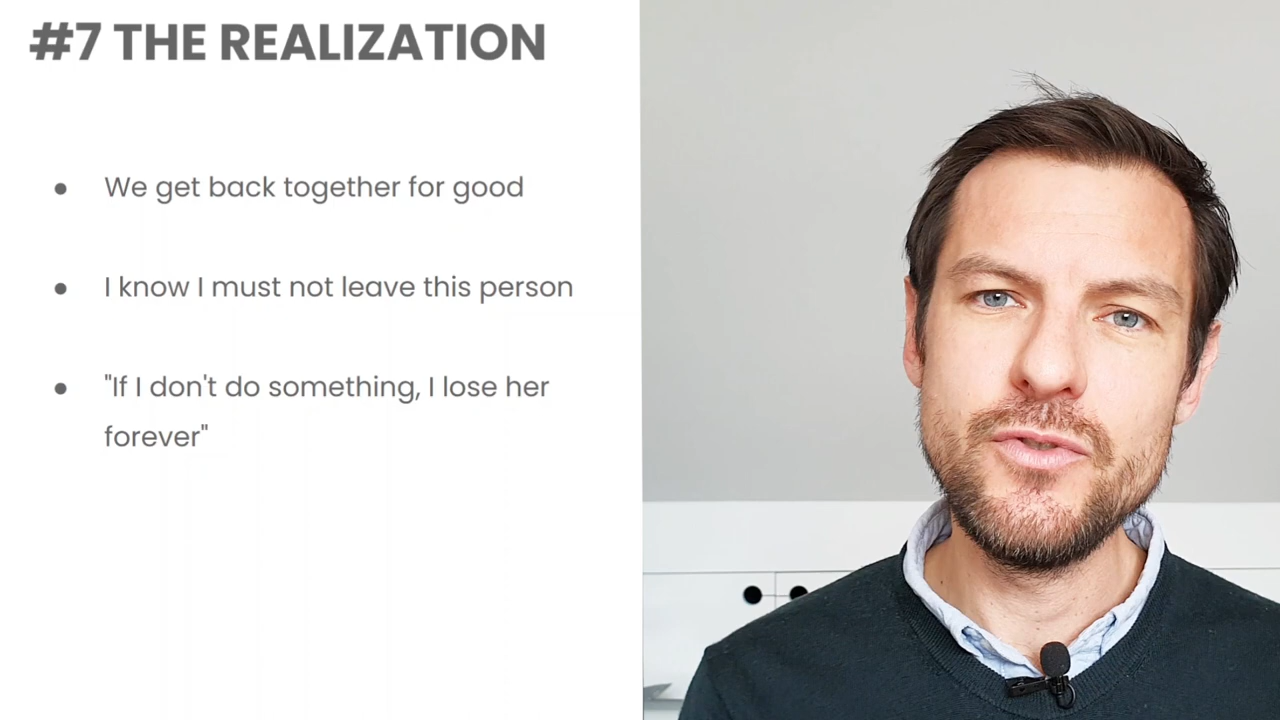 #7 THE REALIZATION
● We get back together for good
● I know I must not leave this person
● "If I don't do something, I lose her
forever"